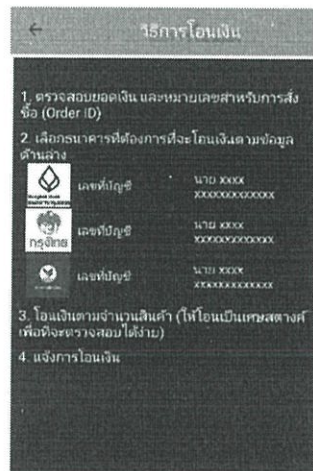 วิธีการโอนเงิน
1. ตรวจสอบยอดเงิน และหมายเลขสำหรับการสั่ง
ซื้อ (Order ID)
2. เลือกธนาคารที่ต้องการที่จะโอนเงินตามข้อมูล
ด้านล่าง
Bangkok Bank
เลขที่บัญชี นาย xxxx
xxxxxxxxxxxxx
กรุงไทย
เลขที่บัญชี นาย xxxx
xxxxxxxxxxxxx
เลขที่บัญชี นาย xxxx
xxxxxxxxxxxxx
3. โอนเงินตามจำนวนสินค้า (ให้โอนเป็นเศษสตางค์
เพื่อที่จะตรวจสอบได้ง่าย)
4. แจ้งการโอนเงิน